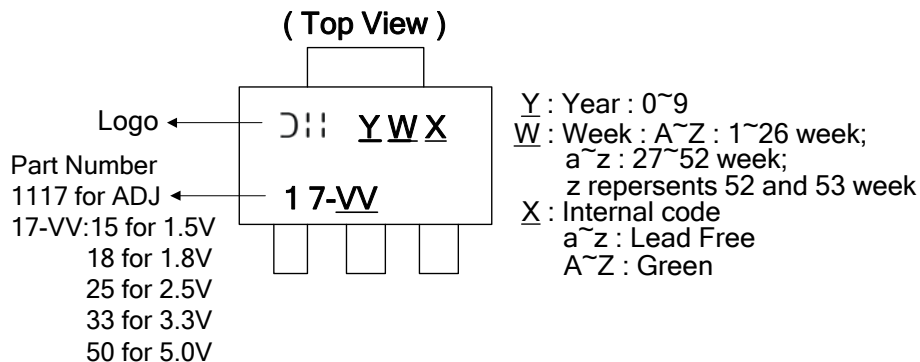 ( Top View )
Logo
Y W X
Part Number
1117 for ADJ
17-VV:15 for 1.5V
18 for 1.8V
25 for 2.5V
33 for 3.3V
50 for 5.0V
1 7-VV
Y : Year : 0~9
W : Week : A~Z : 1~26 week;
a~z : 27~52 week;
z repersents 52 and 53 week
X : Internal code
a~z : Lead Free
A~Z : Green